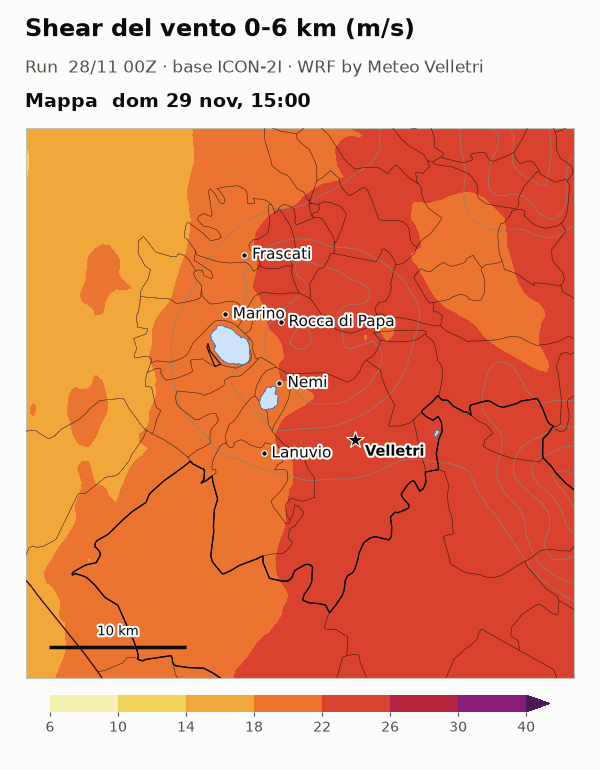 Shear del vento 0-6 km (m/s)
Run  28/11 00Z · base ICON-2I · WRF by Meteo Velletri
Mappa  dom 29 nov, 15:00
Frascati
Marino
Rocca di Papa
Nemi
Velletri
Lanuvio
10 km
6 10 14 18 22 26 30 40